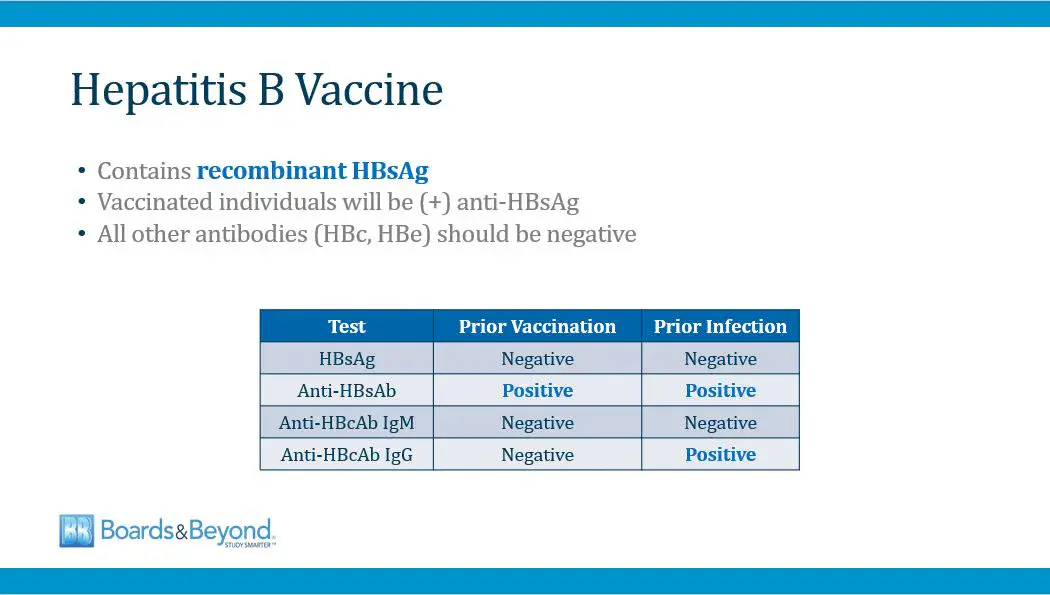 Hepatitis B Vaccine
• Contains recombinant HBsAg
• Vaccinated individuals will be (+) anti-HBsAg
• All other antibodies (HBc, HBe) should be negative
Test Prior Vaccination Prior Infection
HBsAg Negative Negative
Anti-HBsAb Positive Positive
Anti-HBcAb IgM Negative Negative
Anti-HBcAb IgG Negative Positive
BB Boards&Beyond.
STUDY SMARTER™